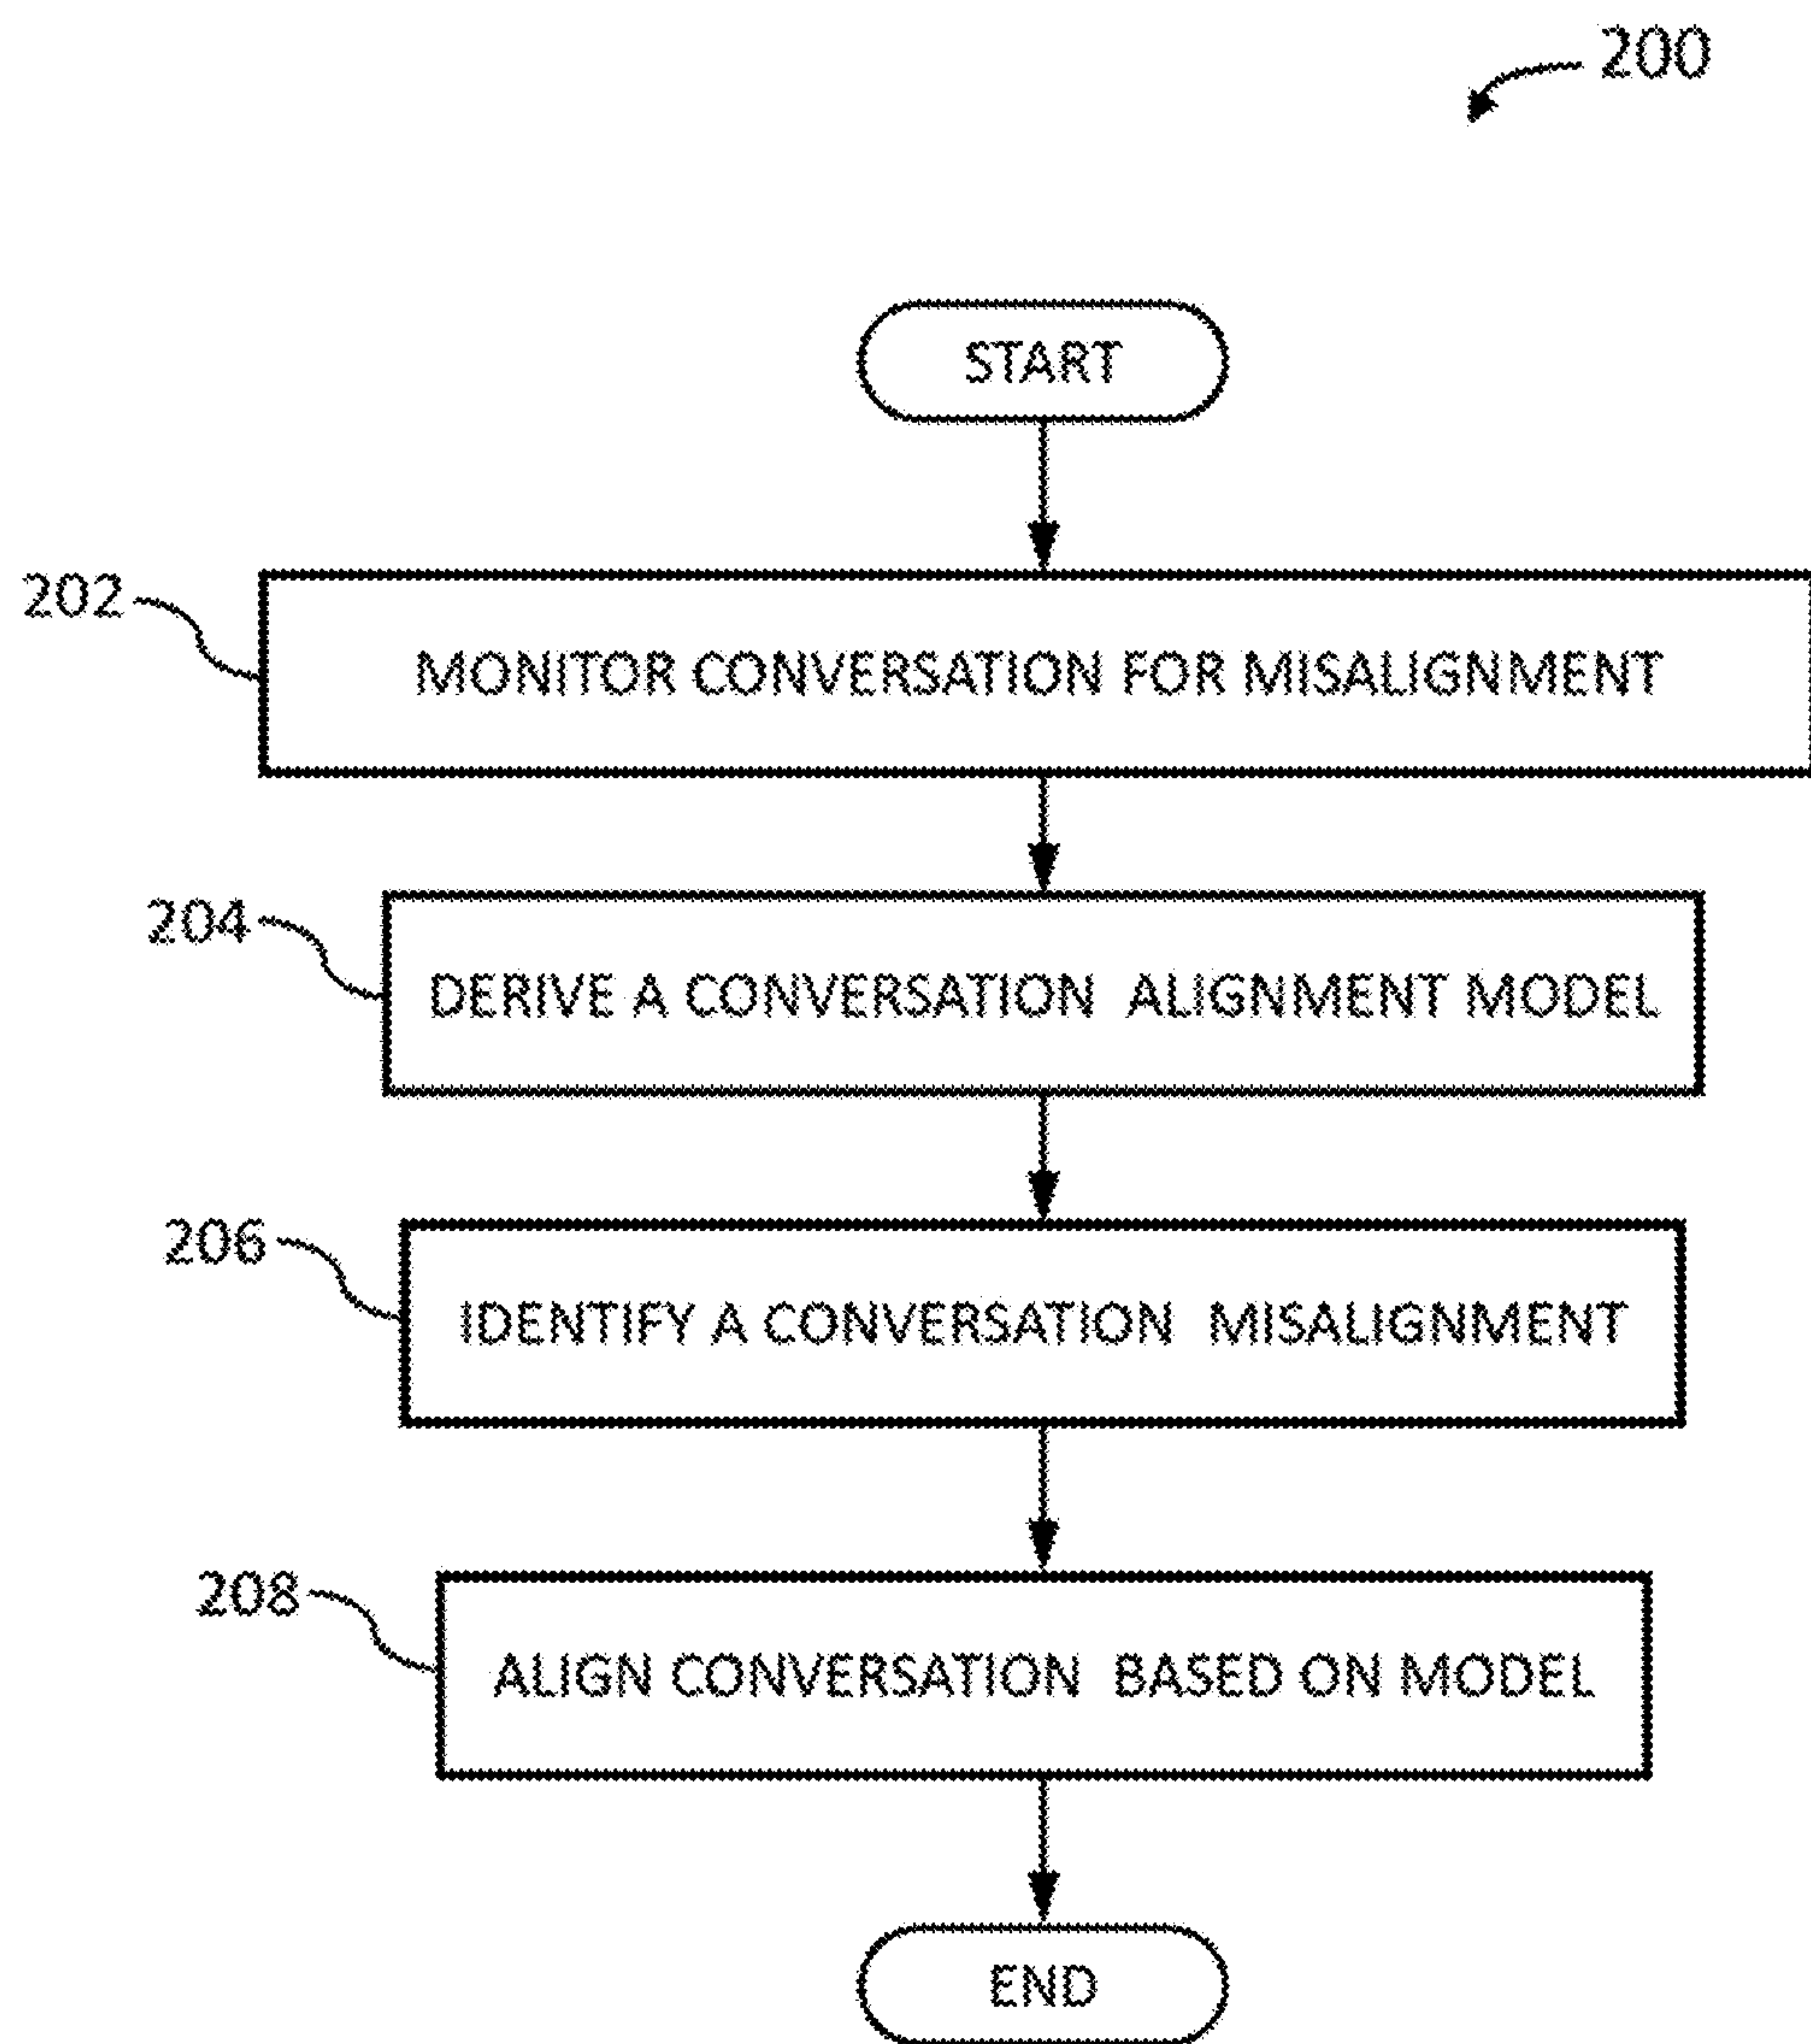 200
START
202
MONITOR CONVERSATION FOR MISALIGNMENT
204
DERIVE A CONVERSATION ALIGNMENT MODEL
206
IDENTIFY A CONVERSATION MISALIGNMENT
208
ALIGN CONVERSATION BASED ON MODEL
END